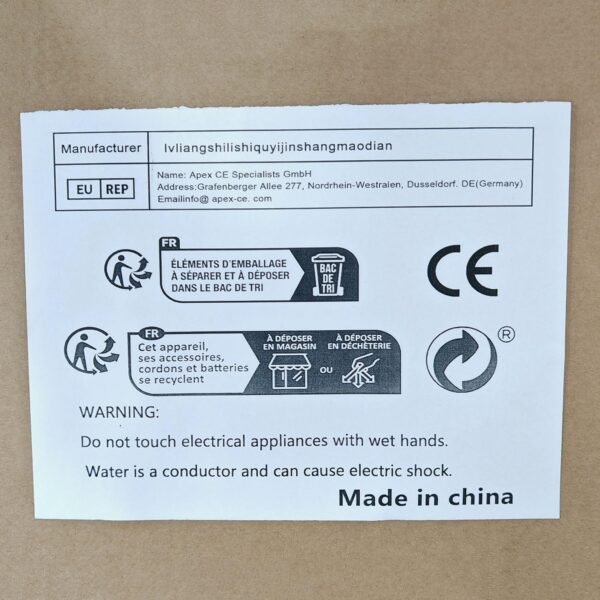 Manufacturer
lvliangshilishiquyijinshangmaodian
EU REP
Name: Apex CE Specialists GmbH
Address:Grafenberger Allee 277, Nordrhein-Westralen, Dusseldorf. DE(Germany)
Emailinfo@ apex-ce. com
FR
ÉLÉMENTS D'EMBALLAGE
À SÉPARER ET À DÉPOSER
DANS LE BAC DE TRI
BAC
DE
TRI
CE
FR
Cet appareil,
ses accessoires,
cordons et batteries
se recyclent
À DÉPOSER
EN MAGASIN
OU
À DÉPOSER
EN DÉCHÈTERIE
®
WARNING:
Do not touch electrical appliances with wet hands.
Water is a conductor and can cause electric shock.
Made in china